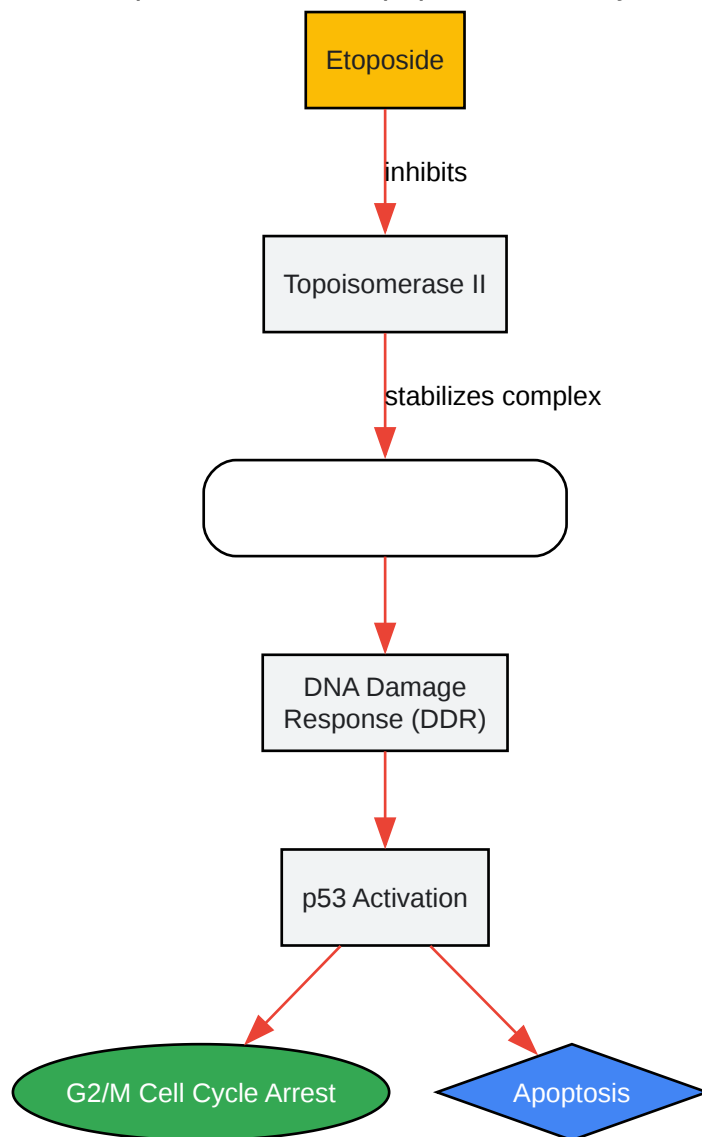 Etoposide
inhibits
Topoisomerase II
stabilizes complex
DNA Damage
Response (DDR)
p53 Activation
G2/M Cell Cycle Arrest
Apoptosis